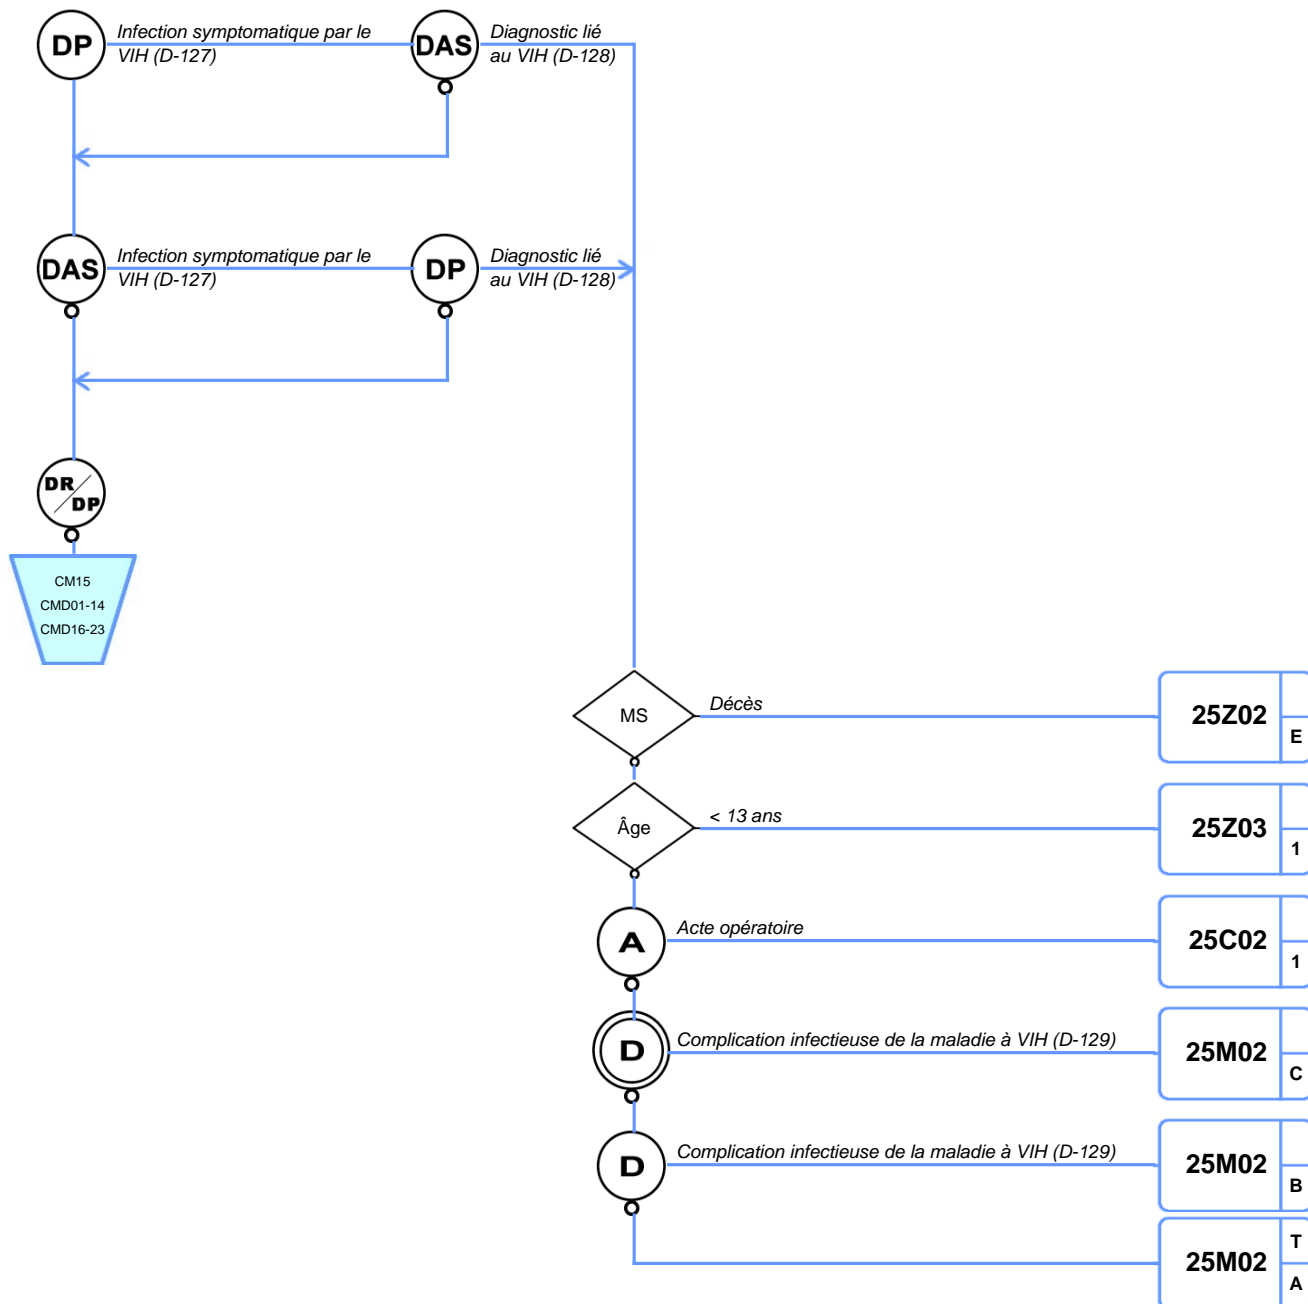 DP
Infection symptomatique par le
VIH (D-127)
DAS
Diagnostic lié
au VIH (D-128)
DAS
Infection symptomatique par le
VIH (D-127)
DP
Diagnostic lié
au VIH (D-128)
DR
DP
CM15
CMD01-14
CMD16-23
MS
Décès
25Z02
E
Âge
< 13 ans
25Z03
1
A
Acte opératoire
25C02
1
D
Complication infectieuse de la maladie à VIH (D-129)
25M02
C
D
Complication infectieuse de la maladie à VIH (D-129)
25M02
B
25M02
T
A